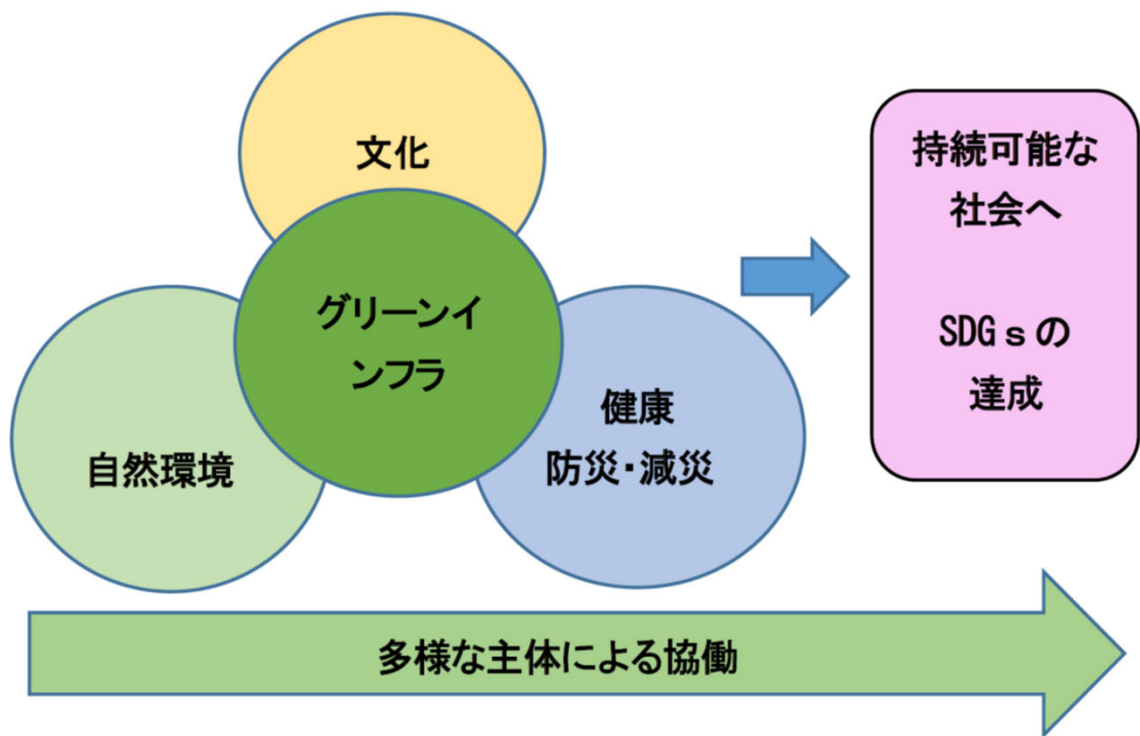 文化
グリーンイ
ンフラ
自然環境
健康
防災・減災
持続可能な
社会へ
SDGｓの
達成
多様な主体による協働